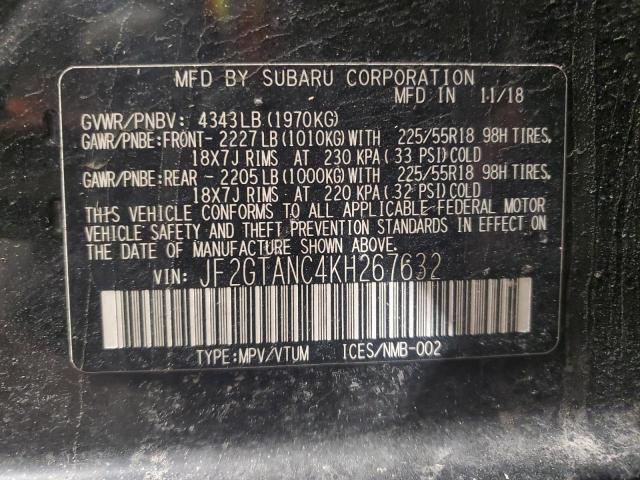 MFD BY SUBARU CORPORATION
MFD IN 11/18
GVWR/PNBV: 4343LB(1970KG)
GAWR/PNBE:FRONT- 2227LB(1010KG)WITH 225/55R18 98H TIRES,
18X7J RIMS AT 230 KPA(33 PSI)COLD
GAWR/PNBE:REAR - 2205LB(1000KG)WITH 225/55R18 98H TIRES,
18X7J RIMS AT 220 KPA(32 PSI)COLD
THIS VEHICLE CONFORMS TO ALL APPLICABLE FEDERAL MOTOR
VEHICLE SAFETY AND THEFT PREVENTION STANDARDS IN EFFECT ON
THE DATE OF MANUFACTURE SHOWN ABOVE.
VIN: JF2GTANC4KH267632
TYPE:MPV/VTUM ICES/NMB-002